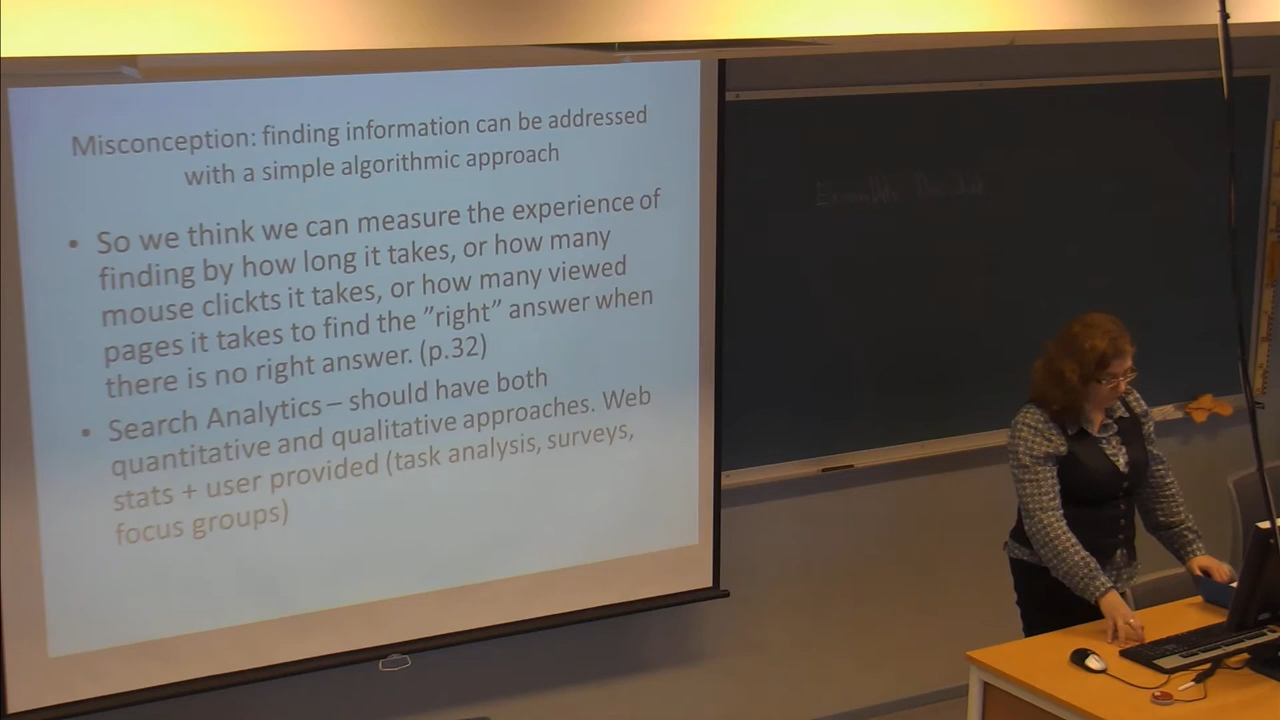 Misconception: finding information can be addressed
with a simple algorithmic approach
• So we think we can measure the experience of
finding by how long it takes, or how many
mouse clickts it takes, or how many viewed
pages it takes to find the ”right” answer when
there is no right answer. (p.32)
• Search Analytics – should have both
quantitative and qualitative approaches. Web
stats + user provided (task analysis, surveys,
focus groups)